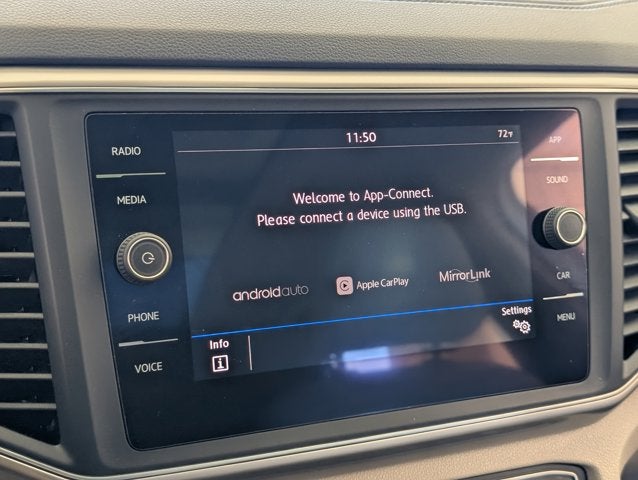 RADIO
MEDIA
PHONE
VOICE
11:50
72°F
Welcome to App-Connect.
Please connect a device using the USB.
androidauto
Apple CarPlay
MirrorLink
Info
Settings
APP
SOUND
CAR
MENU